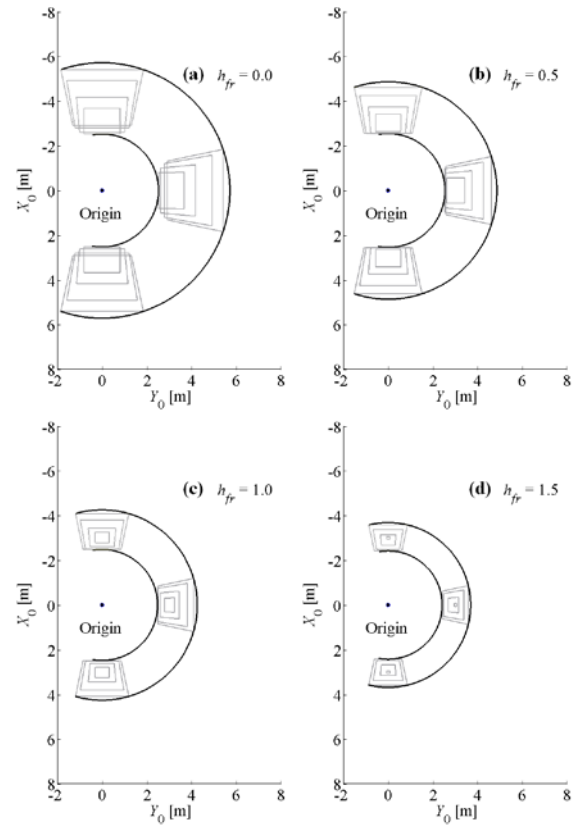 -8
-6
-4
-2
0
2
4
6
8
X0 [m]
(a) hfr = 0.0
Origin
-2 0 2 4 6 8
Y0 [m]
-8
-6
-4
-2
0
2
4
6
8
X0 [m]
(b) hfr = 0.5
Origin
-2 0 2 4 6 8
Y0 [m]
-8
-6
-4
-2
0
2
4
6
8
X0 [m]
(c) hfr = 1.0
Origin
-2 0 2 4 6 8
Y0 [m]
-8
-6
-4
-2
0
2
4
6
8
X0 [m]
(d) hfr = 1.5
Origin
-2 0 2 4 6 8
Y0 [m]